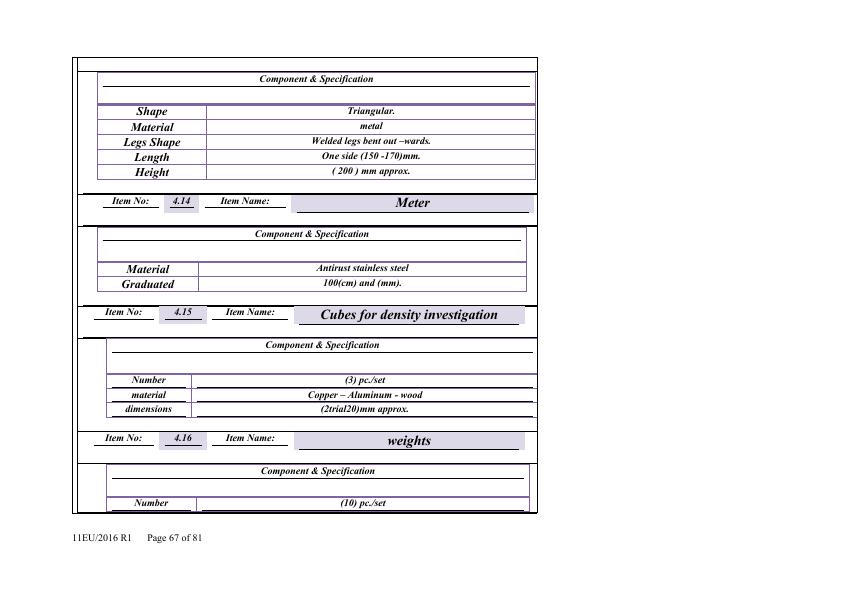 Component & Specification
Shape Triangular.
Material metal
Legs Shape Welded legs bent out –wards.
Length One side (150 -170)mm.
Height ( 200 ) mm approx.
Item No: 4.14 Item Name: Meter
Component & Specification
Material Antirust stainless steel
Graduated 100(cm) and (mm).
Item No: 4.15 Item Name: Cubes for density investigation
Component & Specification
Number (3) pc./set
material Copper – Aluminum - wood
dimensions (2trial20)mm approx.
Item No: 4.16 Item Name: weights
Component & Specification
Number (10) pc./set
11EU/2016 R1 Page 67 of 81